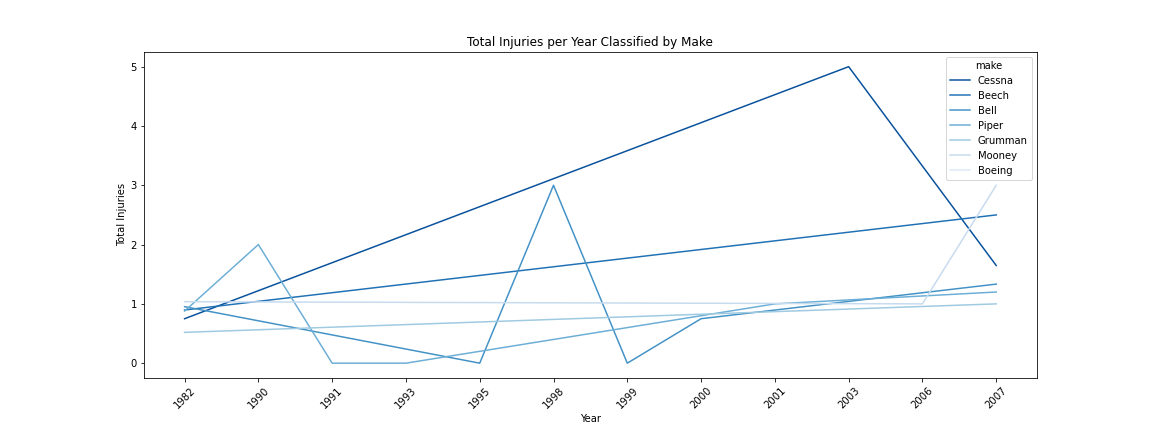 Total Injuries per Year Classified by Make
make
Cessna
Beech
Bell
Piper
Grumman
Mooney
Boeing
Total Injuries
5
4
3
2
1
0
1982 1990 1991 1993 1995 1998 1999 2000 2001 2003 2006 2007
Year